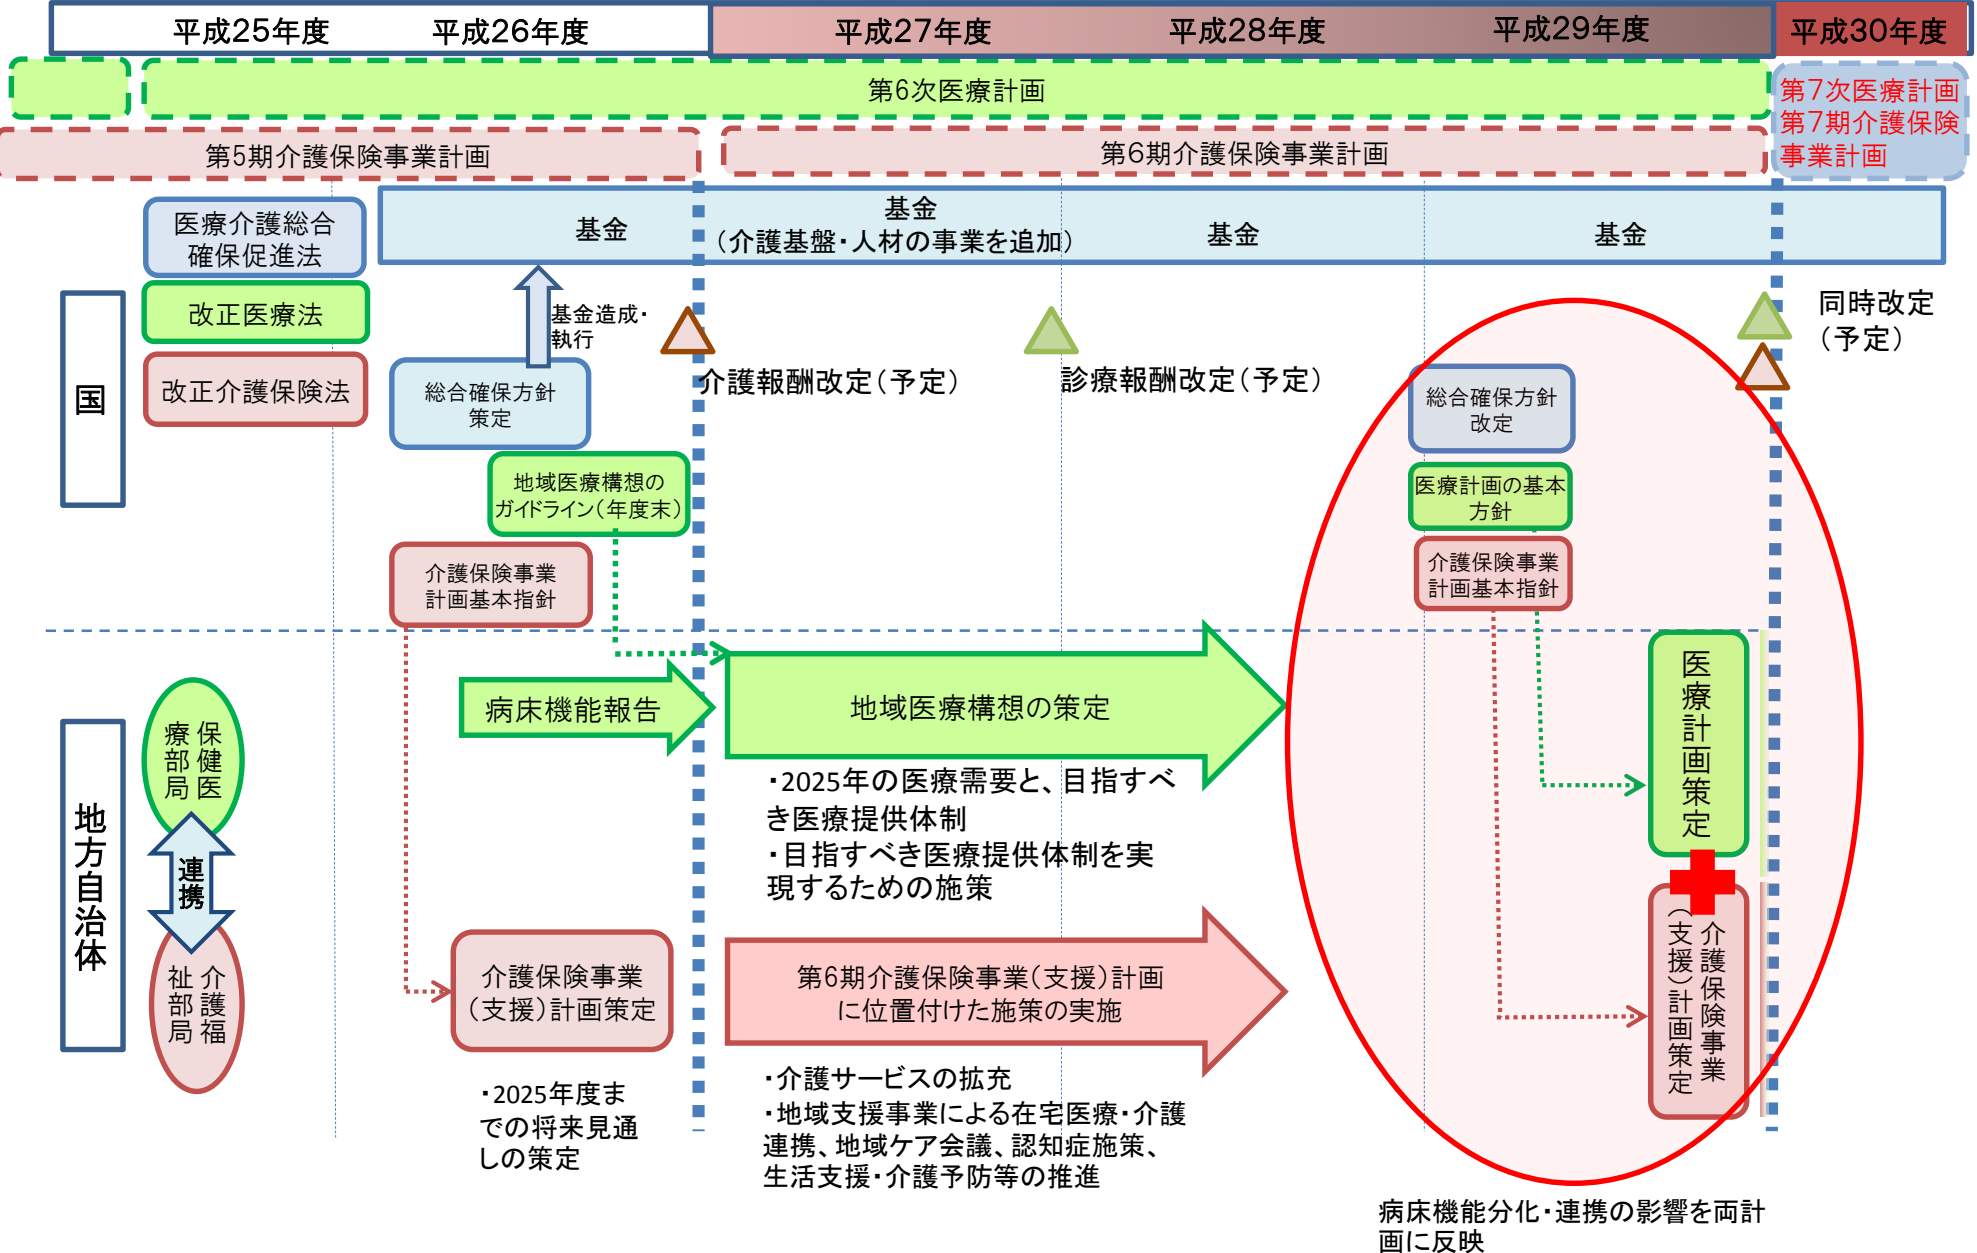 平成25年度
平成26年度
平成27年度
平成28年度
平成29年度
平成30年度
第6次医療計画
第7次医療計画
第7期介護保険
事業計画
第5期介護保険事業計画
第6期介護保険事業計画
医療介護総合
確保促進法
改正医療法
改正介護保険法
基金
基金
（介護基盤・人材の事業を追加）
基金
基金
国
基金造成・
執行
介護報酬改定（予定）
診療報酬改定（予定）
同時改定
（予定）
総合確保方針
策定
地域医療構想の
ガイドライン（年度末）
介護保険事業
計画基本指針
総合確保方針
改定
医療計画の基本
方針
介護保険事業
計画基本指針
地方自治体
保健医
療部局
連携
介護福
祉部局
病床機能報告
地域医療構想の策定
・2025年の医療需要と、目指すべ
き医療提供体制
・目指すべき医療提供体制を実
現するための施策
介護保険事業
（支援）計画策定
・2025年度ま
での将来見通
しの策定
第6期介護保険事業（支援）計画
に位置付けた施策の実施
・介護サービスの拡充
・地域支援事業による在宅医療・介護
連携、地域ケア会議、認知症施策、
生活支援・介護予防等の推進
医療計画策定
介護保険事業
（支援）計画策定
病床機能分化・連携の影響を両計
画に反映